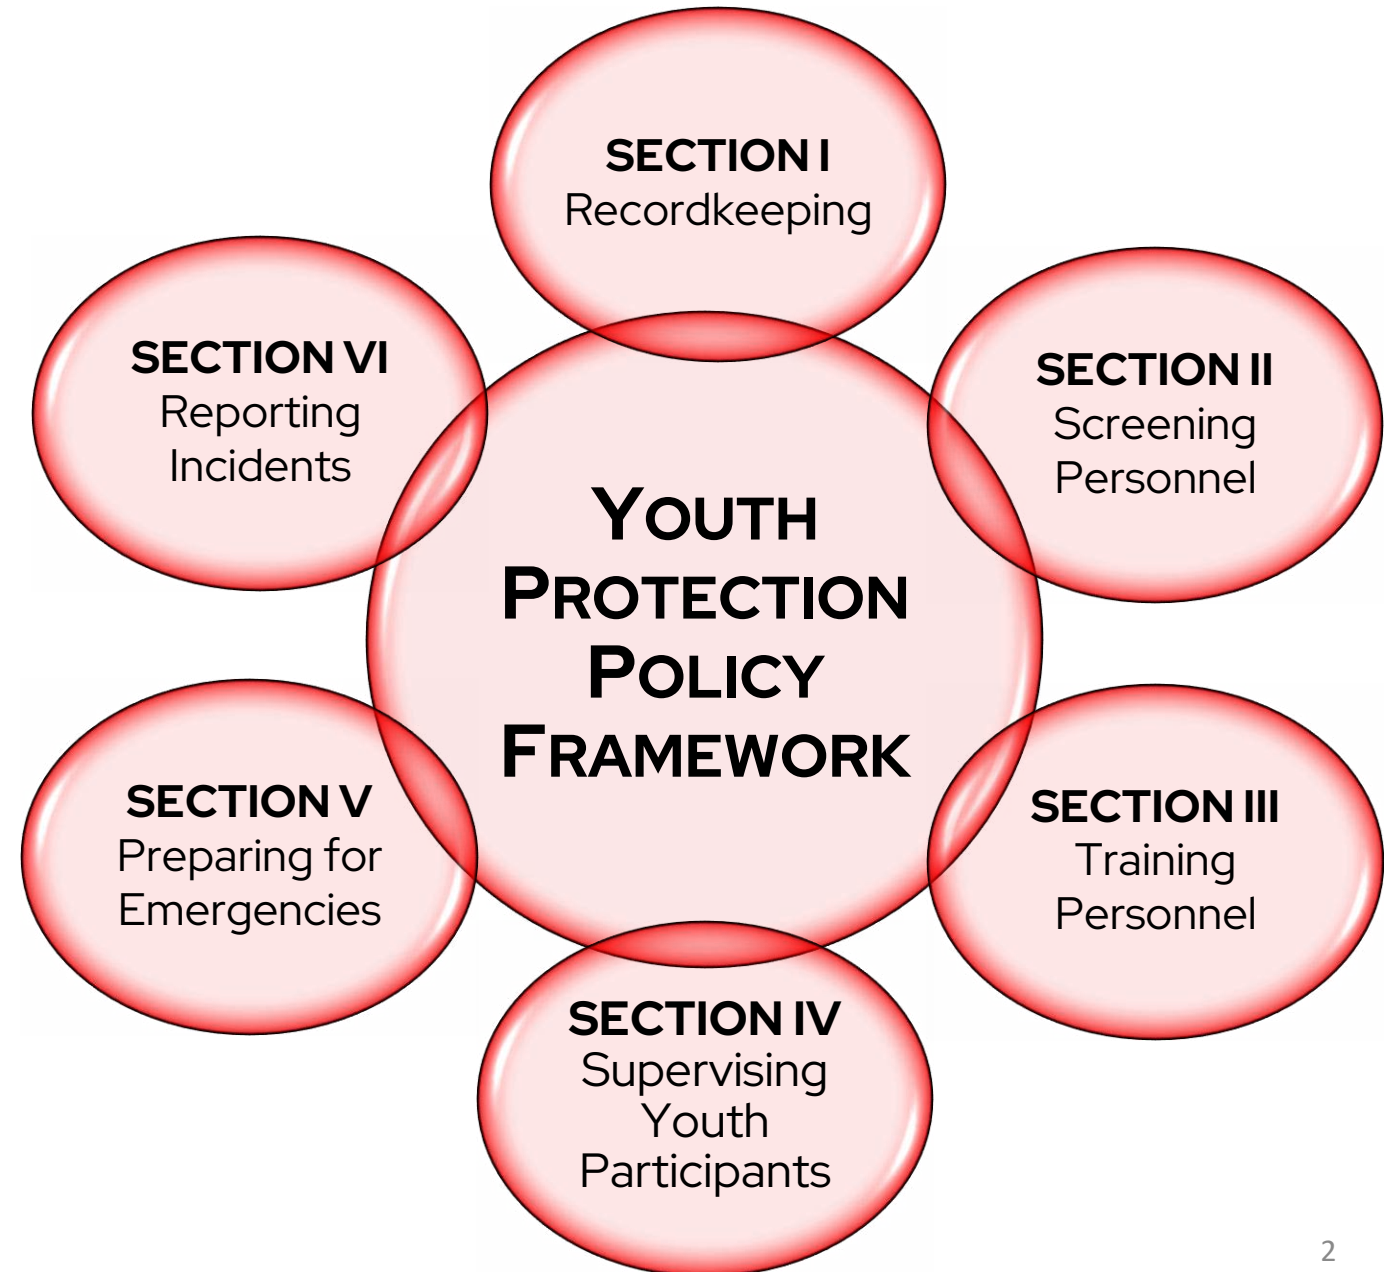 SECTION I
Recordkeeping
SECTION II
Screening
Personnel
SECTION III
Training
Personnel
SECTION IV
Supervising
Youth
Participants
SECTION V
Preparing for
Emergencies
SECTION VI
Reporting
Incidents
YOUTH
PROTECTION
POLICY
FRAMEWORK
2